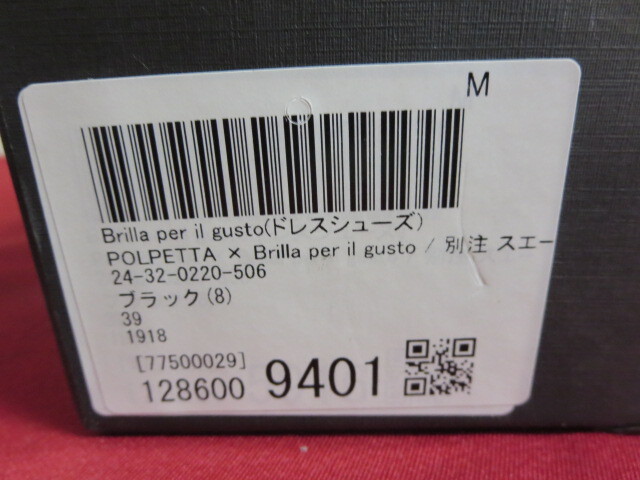 M
Brilla per il gusto(ドレスシューズ)
POLPETTA × Brilla per il gusto / 別注 スエー
24-32-0220-506
ブラック(8)
39
1918
[77500029]
128600 9401